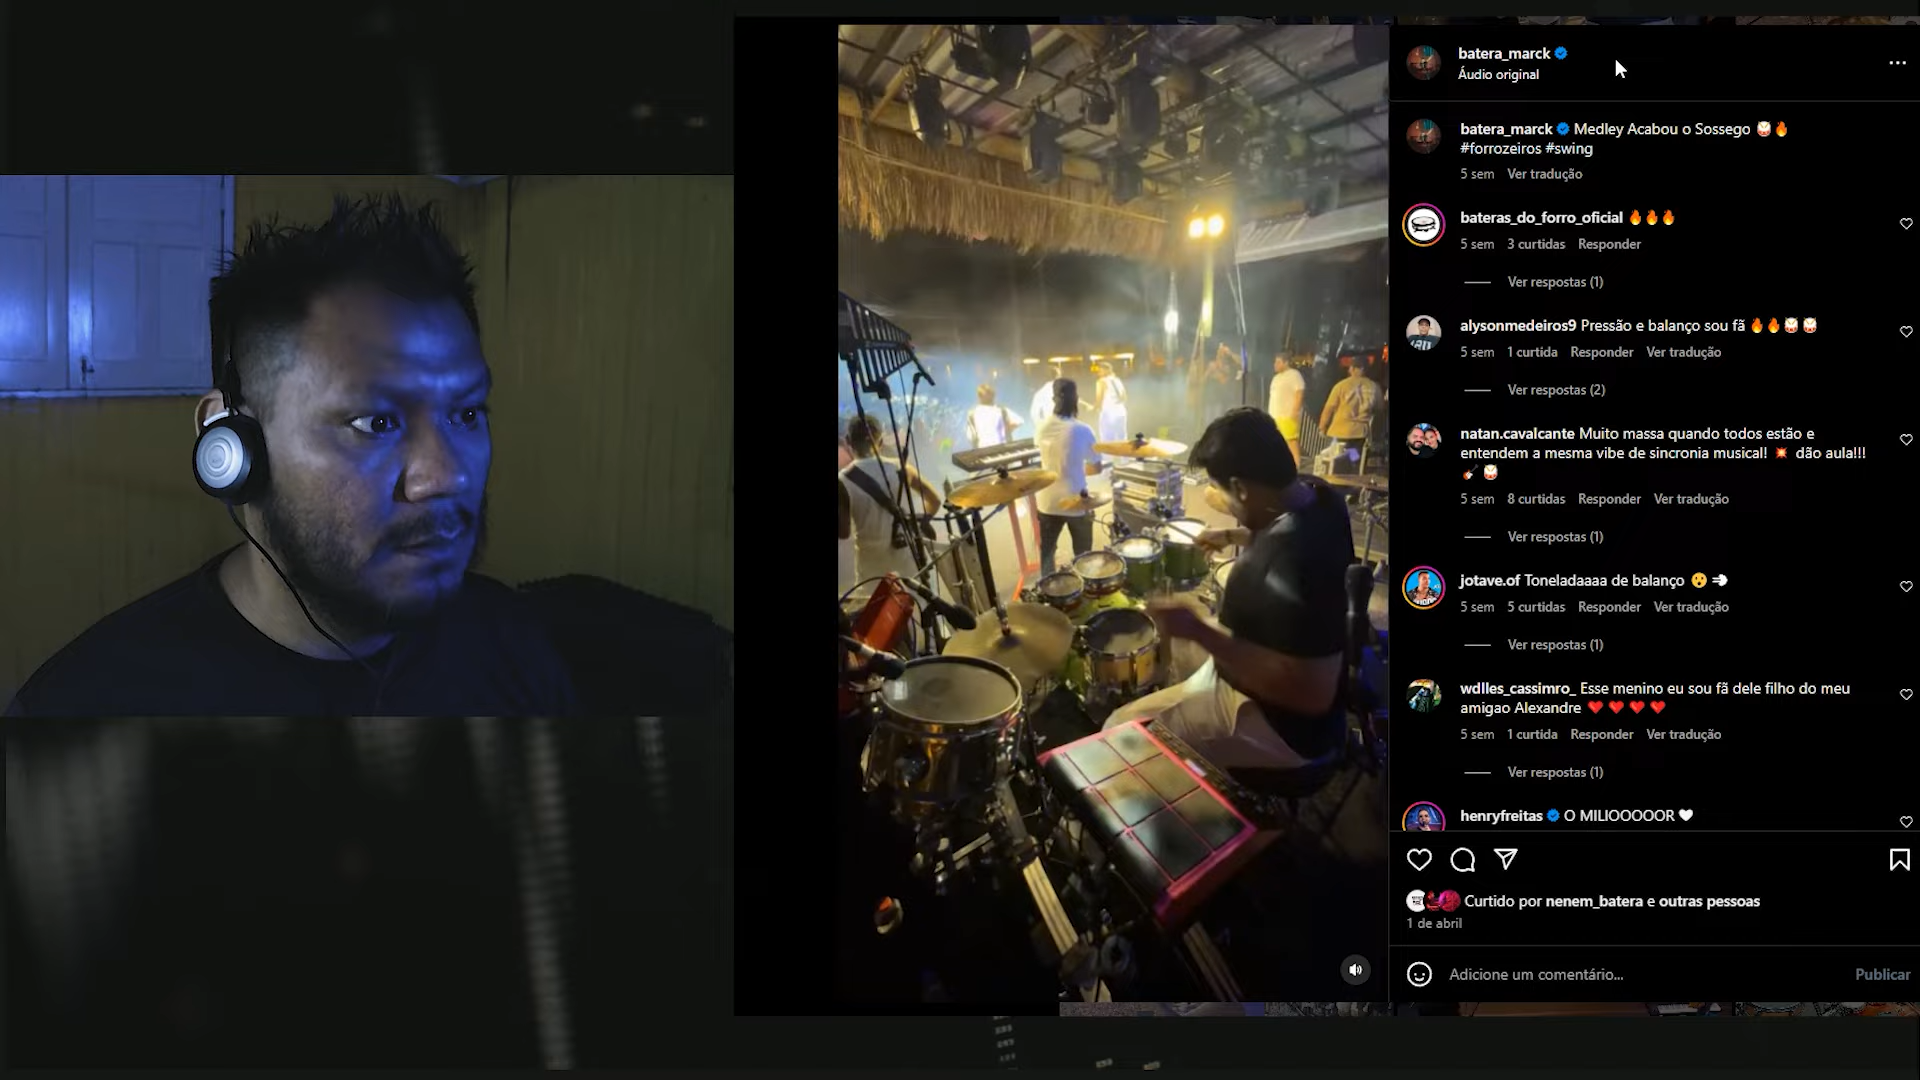 batera_marck
Áudio original
batera_marck Medley Acabou o Sossego 🥁🔥
#forrozeiros #swing
5 sem Ver tradução
bateras_do_forro_oficial 🔥🔥🔥
5 sem 3 curtidas Responder
Ver respostas (1)
alysonmedeiros9 Pressão e balanço sou fã 🔥🔥🥁🥁
5 sem 1 curtida Responder Ver tradução
Ver respostas (2)
natan.cavalcante Muito massa quando todos estão e
entendem a mesma vibe de sincronia musical! 💥 dão aula!!!
🎸 🥁
5 sem 8 curtidas Responder Ver tradução
Ver respostas (1)
jotave.of Toneladaaaa de balanço 😮‍💨
5 sem 5 curtidas Responder Ver tradução
Ver respostas (1)
wdlles_cassimro_ Esse menino eu sou fã dele filho do meu
amigao Alexandre ❤️ ❤️ ❤️ ❤️
5 sem 1 curtida Responder Ver tradução
Ver respostas (1)
henryfreitas O MILIOOOOOR 🤍
Curtido por nenem_batera e outras pessoas
1 de abril
Adicione um comentário...
Publicar